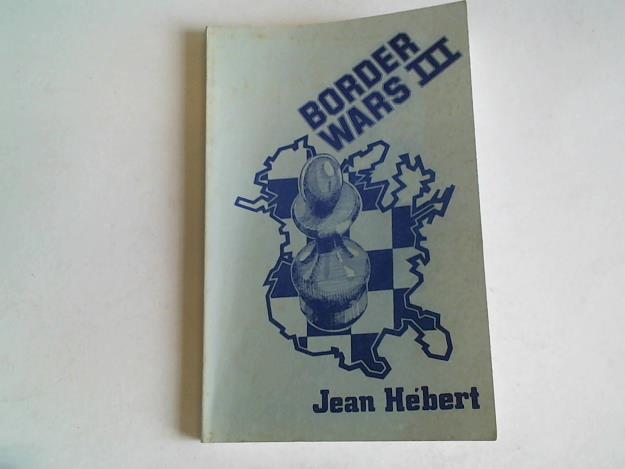 BORDER
WARS III
Jean Hébert